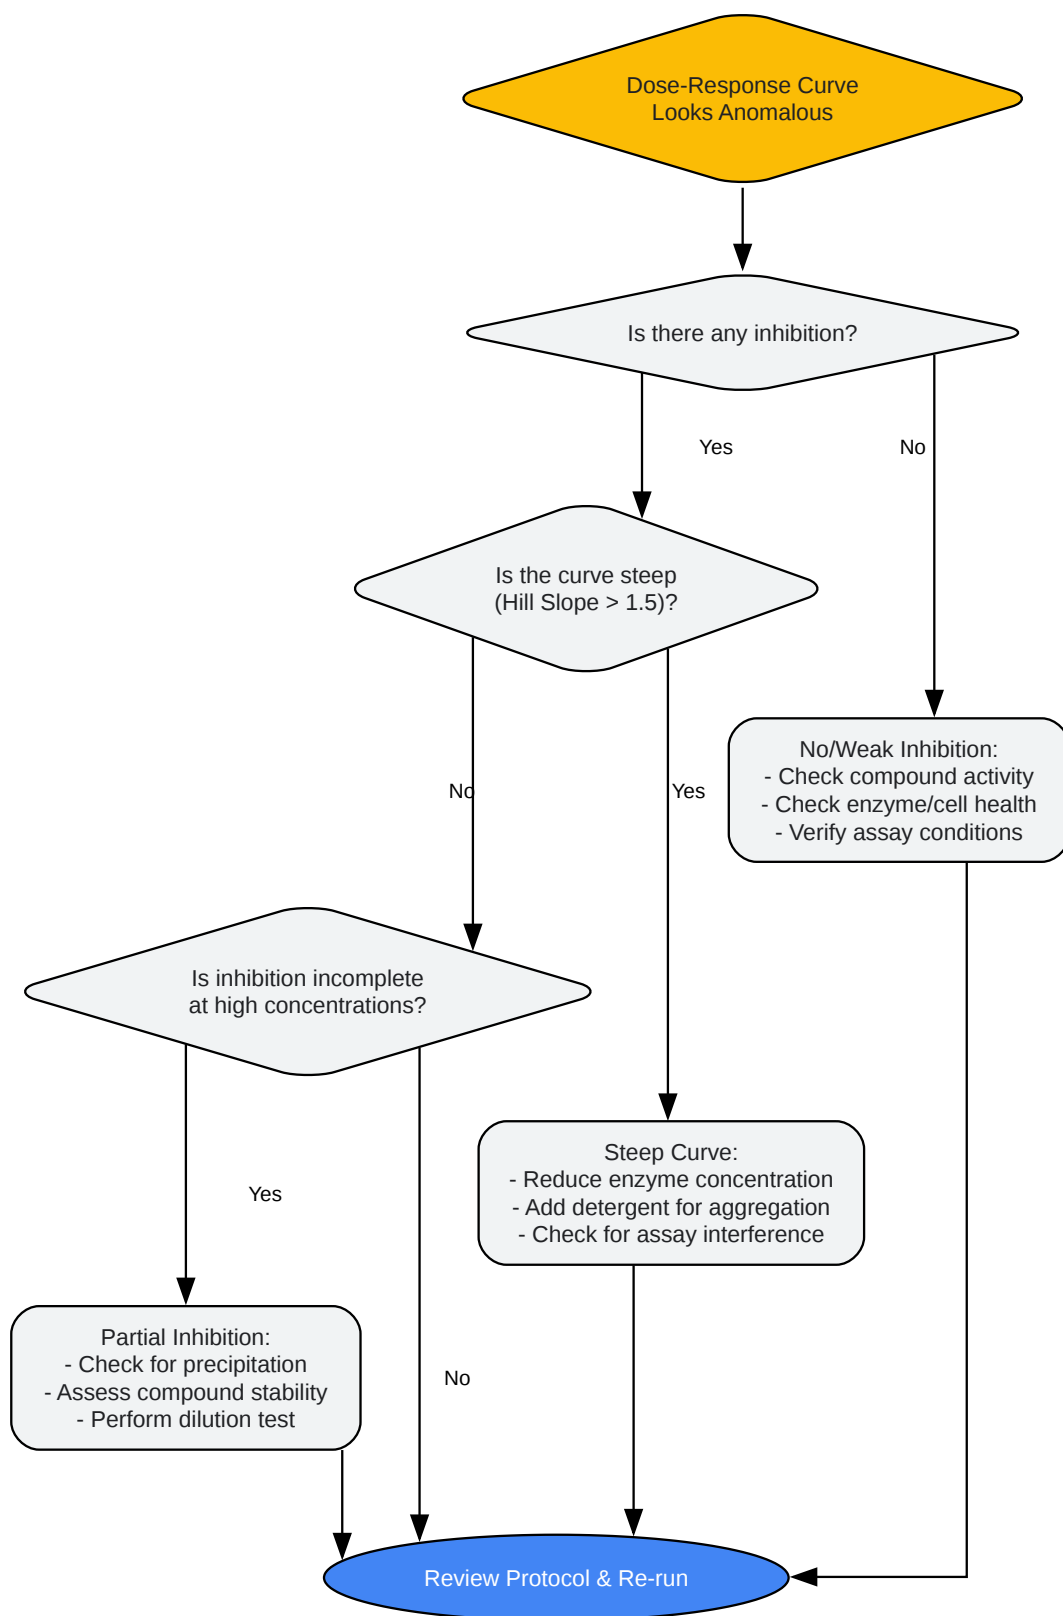 Dose-Response Curve
Looks Anomalous
Is there any inhibition?
Yes
No
Is the curve steep
(Hill Slope > 1.5)?
No/Weak Inhibition:
- Check compound activity
- Check enzyme/cell health
- Verify assay conditions
No
Yes
Is inhibition incomplete
at high concentrations?
Steep Curve:
- Reduce enzyme concentration
- Add detergent for aggregation
- Check for assay interference
Yes
Partial Inhibition:
- Check for precipitation
- Assess compound stability
- Perform dilution test
No
Review Protocol & Re-run